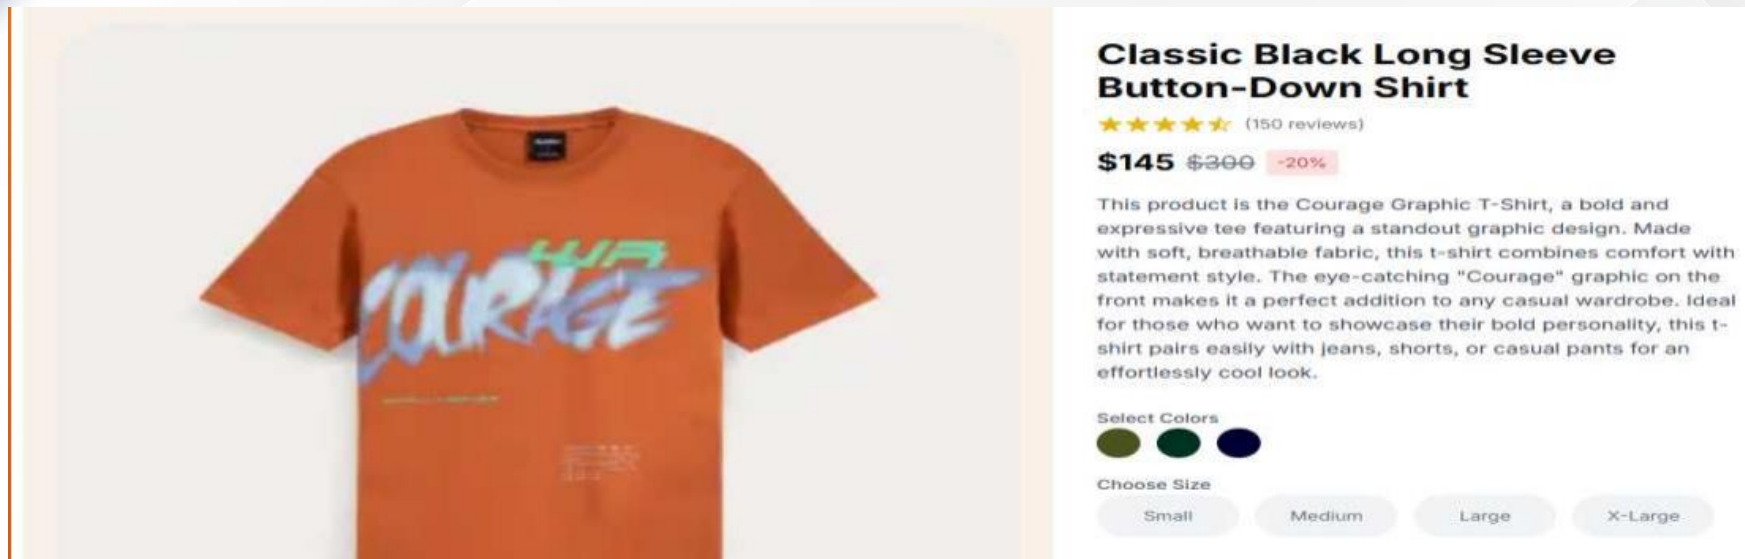 WR
COURAGE
Classic Black Long Sleeve
Button-Down Shirt
(150 reviews)
$145 $300 -20%
This product is the Courage Graphic T-Shirt, a bold and
expressive tee featuring a standout graphic design. Made
with soft, breathable fabric, this t-shirt combines comfort with
statement style. The eye-catching "Courage" graphic on the
front makes it a perfect addition to any casual wardrobe. Ideal
for those who want to showcase their bold personality, this t-
shirt pairs easily with jeans, shorts, or casual pants for an
effortlessly cool look.
Select Colors
Choose Size
Small Medium Large X-Large